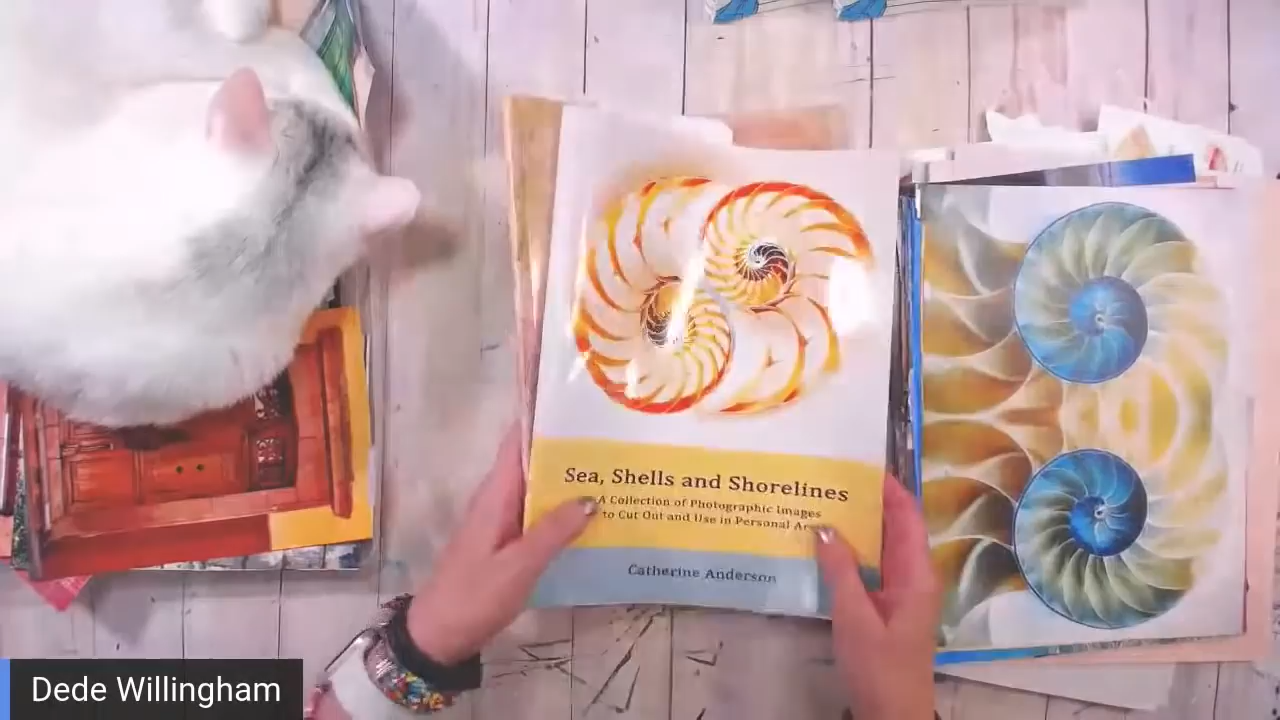 Sea, Shells and Shorelines
A Collection of Photographic Images
to Cut Out and Use in Personal
Catherine Anderson
Dede Willingham